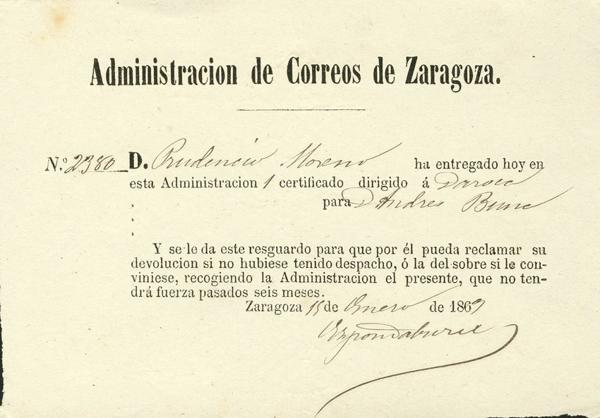 Administracion de Correos de Zaragoza.
N.º 2380 D. Prudencio Moreno ha entregado hoy en
esta Administracion 1 certificado dirigido á Daroca
para D Andres
Y se le da este resguardo para que por él pueda reclamar su
devolucion si no hubiese tenido despacho, ó la del sobre si le con-
viniese, recogiendo la Administracion el presente, que no ten-
drá fuerza pasados seis meses.
Zaragoza 15 de Enero de 1869